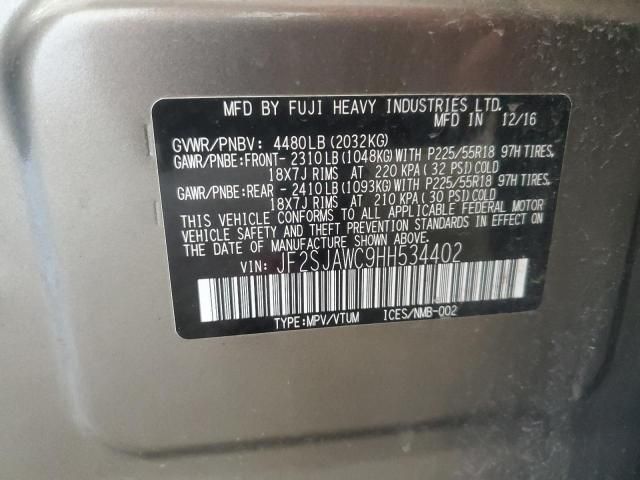 MFD BY FUJI HEAVY INDUSTRIES LTD.
MFD IN 12/16
GVWR/PNBV: 4480LB (2032KG)
GAWR/PNBE:FRONT- 2310LB (1048KG) WITH P225/55R18 97H TIRES,
18X7J RIMS AT 220 KPA ( 32 PSI) COLD
GAWR/PNBE:REAR - 2410LB (1093KG) WITH P225/55R18 97H TIRES,
18X7J RIMS AT 210 KPA ( 30 PSI) COLD
THIS VEHICLE CONFORMS TO ALL APPLICABLE FEDERAL MOTOR
VEHICLE SAFETY AND THEFT PREVENTION STANDARDS IN EFFECT ON
THE DATE OF MANUFACTURE SHOWN ABOVE.
VIN: JF2SJAWC9HH534402
TYPE:MPV/VTUM ICES/NMB-002